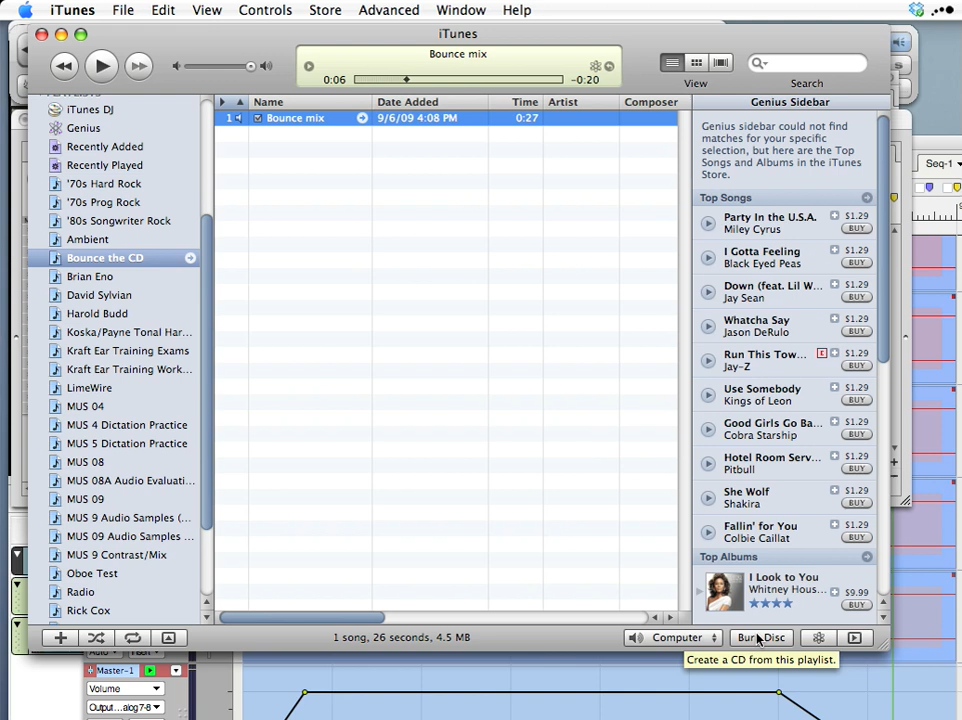 iTunes File Edit View Controls Store Advanced Window Help
iTunes
Bounce mix
0:06 -0:20
View
Search
iTunes DJ
Genius
Recently Added
Recently Played
'70s Hard Rock
'70s Prog Rock
'80s Songwriter Rock
Ambient
Bounce the CD
Brian Eno
David Sylvian
Harold Budd
Koska/Payne Tonal Har...
Kraft Ear Training Exams
Kraft Ear Training Work...
LimeWire
MUS 04
MUS 4 Dictation Practice
MUS 5 Dictation Practice
MUS 08
MUS 08A Audio Evaluati...
MUS 09
MUS 9 Audio Samples (...
MUS 09 Audio Samples ...
MUS 9 Contrast/Mix
Oboe Test
Radio
Rick Cox
Name Date Added Time Artist Composer
1 Bounce mix 9/6/09 4:08 PM 0:27
Genius Sidebar
Genius sidebar could not find
matches for your specific
selection, but here are the Top
Songs and Albums in the iTunes
Store.
Top Songs
Party In the U.S.A. $1.29
Miley Cyrus BUY
I Gotta Feeling $1.29
Black Eyed Peas BUY
Down (feat. Lil W... $1.29
Jay Sean BUY
Whatcha Say $1.29
Jason DeRulo BUY
Run This Tow... E $1.29
Jay-Z BUY
Use Somebody $1.29
Kings of Leon BUY
Good Girls Go Ba... $1.29
Cobra Starship BUY
Hotel Room Serv... $1.29
Pitbull BUY
She Wolf $1.29
Shakira BUY
Fallin' for You $1.29
Colbie Caillat BUY
Top Albums
I Look to You
Whitney Hous... $9.99
BUY
1 song, 26 seconds, 4.5 MB
Computer
Burn Disc
Create a CD from this playlist.
Seq-1
Master-1
Volume
Output...alog7-8